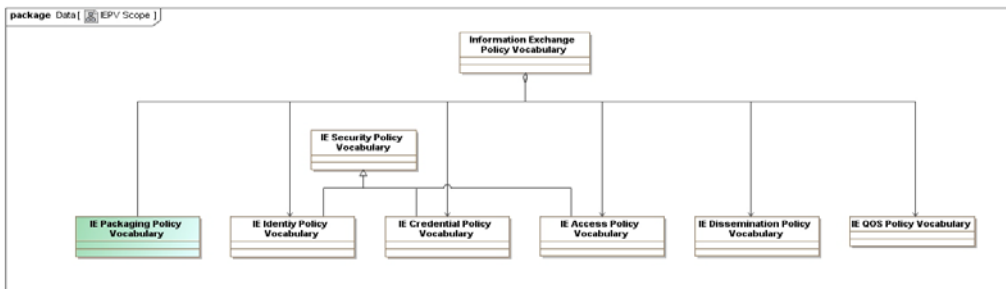 package Data[ IEPV Scope ]
Information Exchange
Policy Vocabulary
IE Security Policy
Vocabulary
IE Packaging Policy
Vocabulary
IE Identiy Policy
Vocabulary
IE Credential Policy
Vocabulary
IE Access Policy
Vocabulary
IE Dissemination Policy
Vocabulary
IE QOS Policy Vocabulary